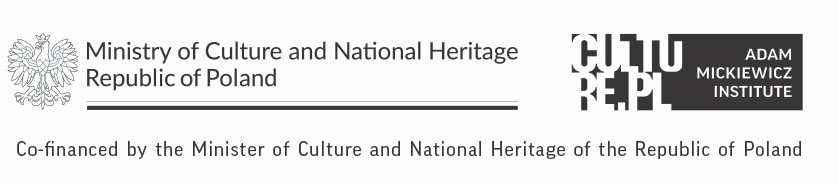 Ministry of Culture and National Heritage
Republic of Poland
CULTU
RE.PL
ADAM
MICKIEWICZ
INSTITUTE
Co-financed by the Minister of Culture and National Heritage of the Republic of Poland